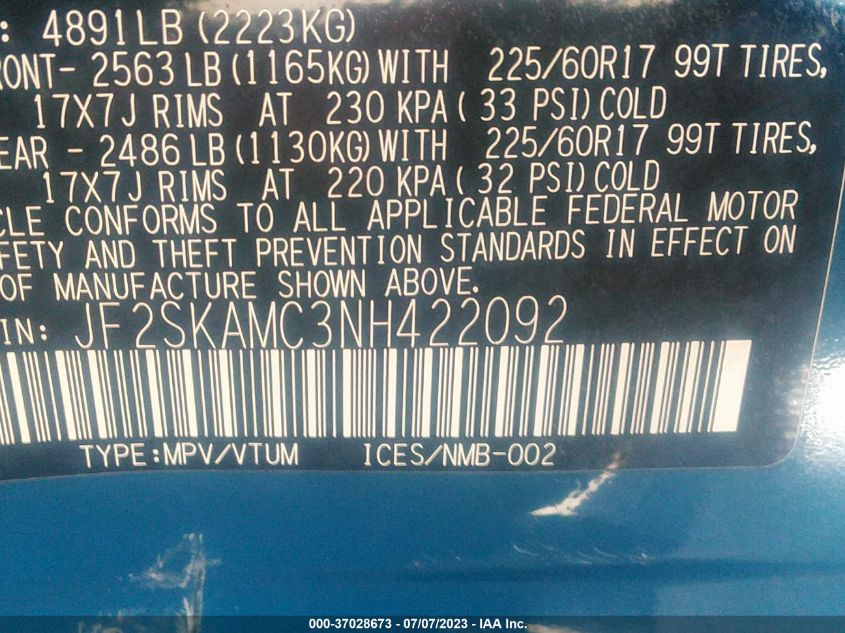 : 4891LB (2223KG)
RONT- 2563 LB (1165KG) WITH 225/60R17 99T TIRES,
17X7J RIMS AT 230 KPA ( 33 PSI) COLD
EAR - 2486 LB (1130KG) WITH 225/60R17 99T TIRES,
17X7J RIMS AT 220 KPA ( 32 PSI) COLD
CLE CONFORMS TO ALL APPLICABLE FEDERAL MOTOR
FETY AND THEFT PREVENTION STANDARDS IN EFFECT ON
OF MANUFACTURE SHOWN ABOVE.
IN: JF2SKAMC3NH422092
TYPE:MPV/VTUM ICES/NMB-002
000-37028673 - 07/07/2023 - IAA Inc.